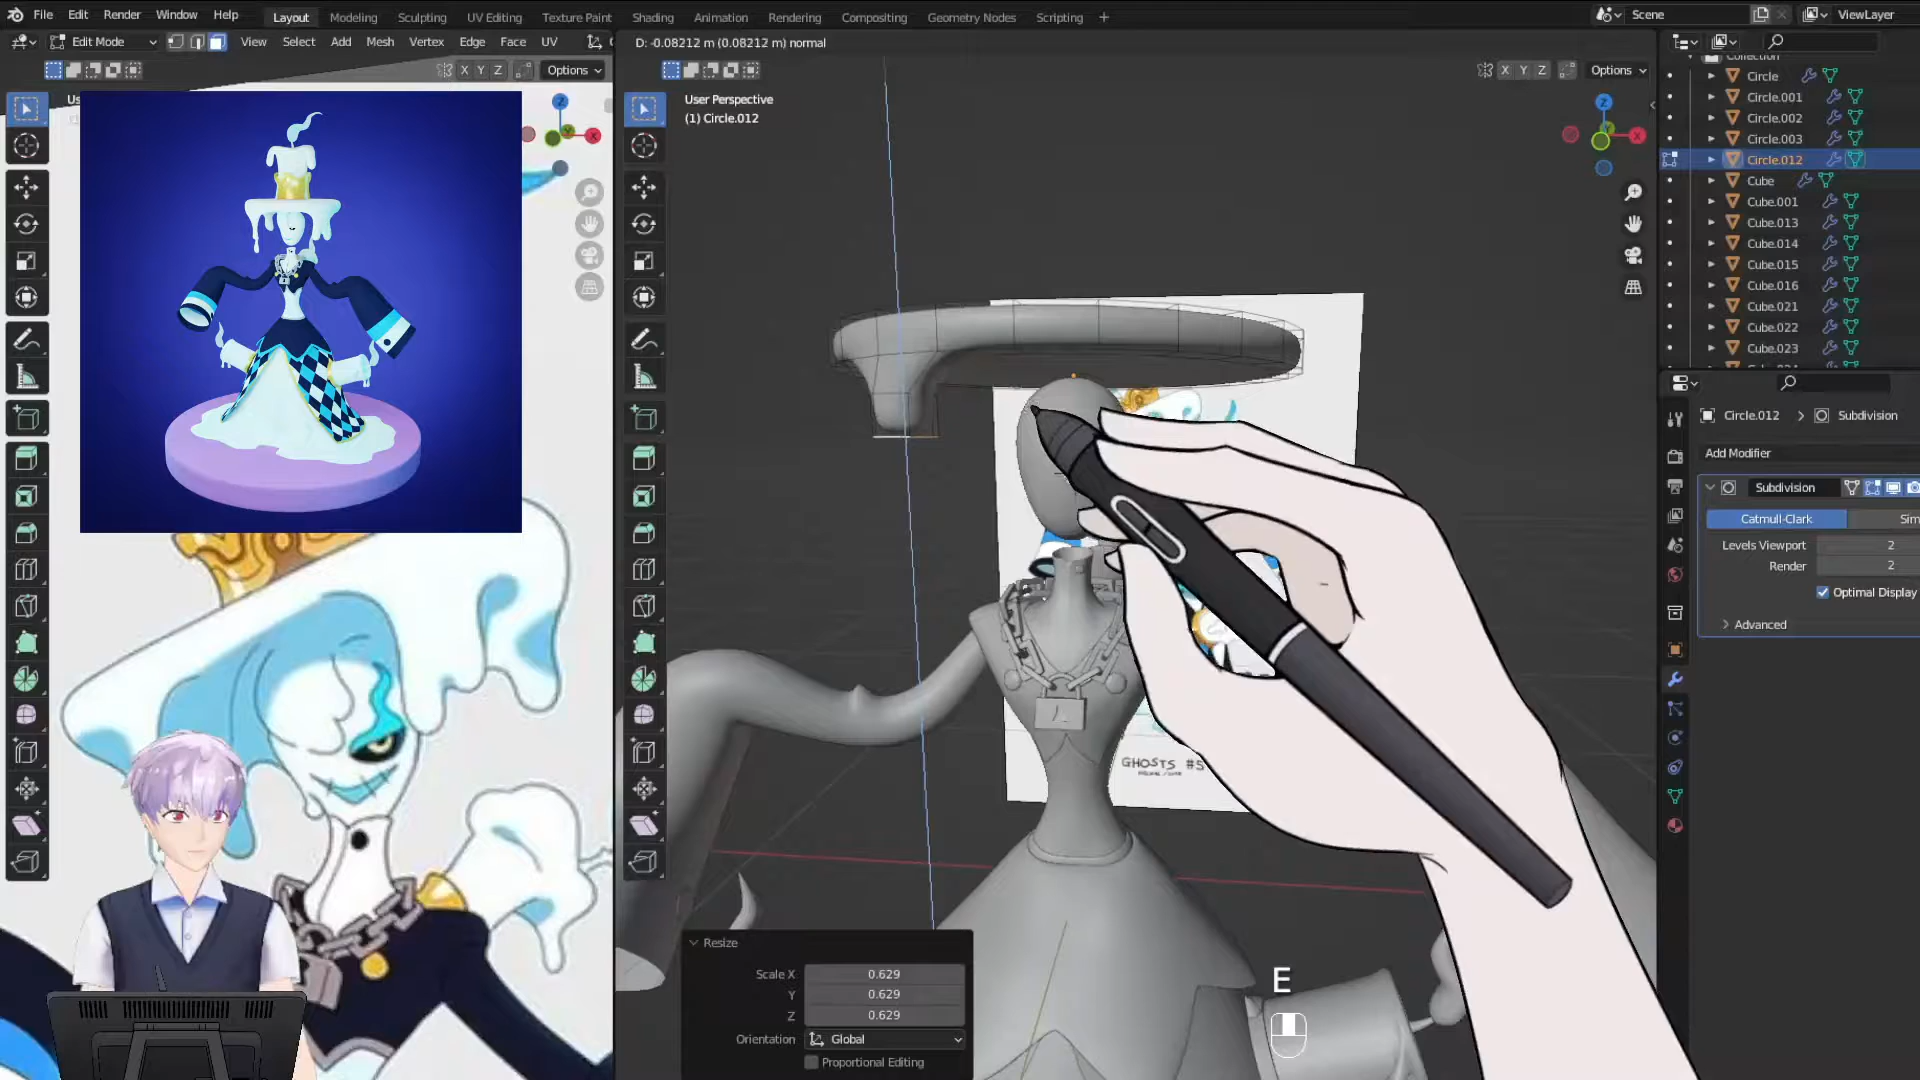 File Edit Render Window Help Layout Modeling Sculpting UV Editing Texture Paint Shading Animation Rendering Compositing Geometry Nodes Scripting + Scene ViewLayer
Edit Mode View Select Add Mesh Vertex Edge Face UV
D: -0.08212 m (0.08212 m) normal
X Y Z Options
X Y Z Options
Us
User Perspective
(1) Circle.012
Z
X
Z
X
Collection
Circle
Circle.001
Circle.002
Circle.003
Circle.012
Cube
Cube.001
Cube.013
Cube.014
Cube.015
Cube.016
Cube.021
Cube.022
Cube.023
Circle.012 > Subdivision
Add Modifier
Subdivision
Catmull-Clark Sim
Levels Viewport 2
Render 2
Optimal Display
Advanced
GHOSTS #5
Resize
Scale X 0.629
Y 0.629
Z 0.629
Orientation Global
Proportional Editing
E